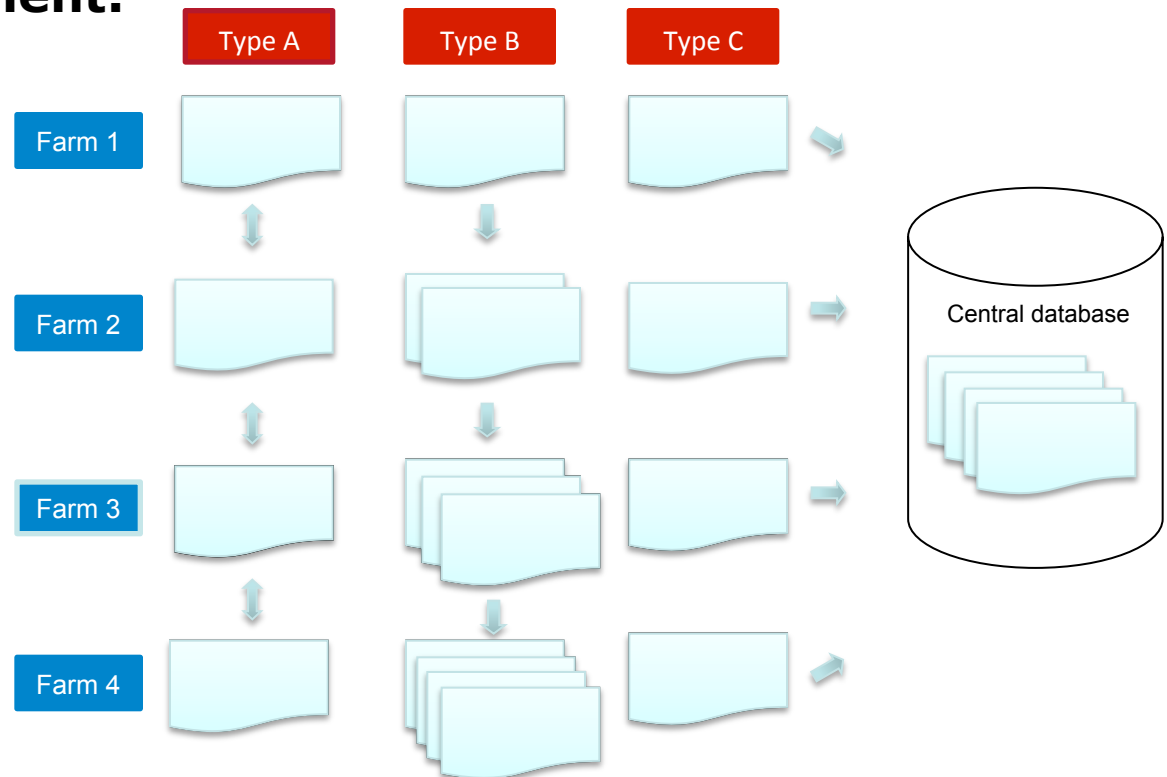 Type A
Type B
Type C
Farm 1
Farm 2
Central database
Farm 3
Farm 4